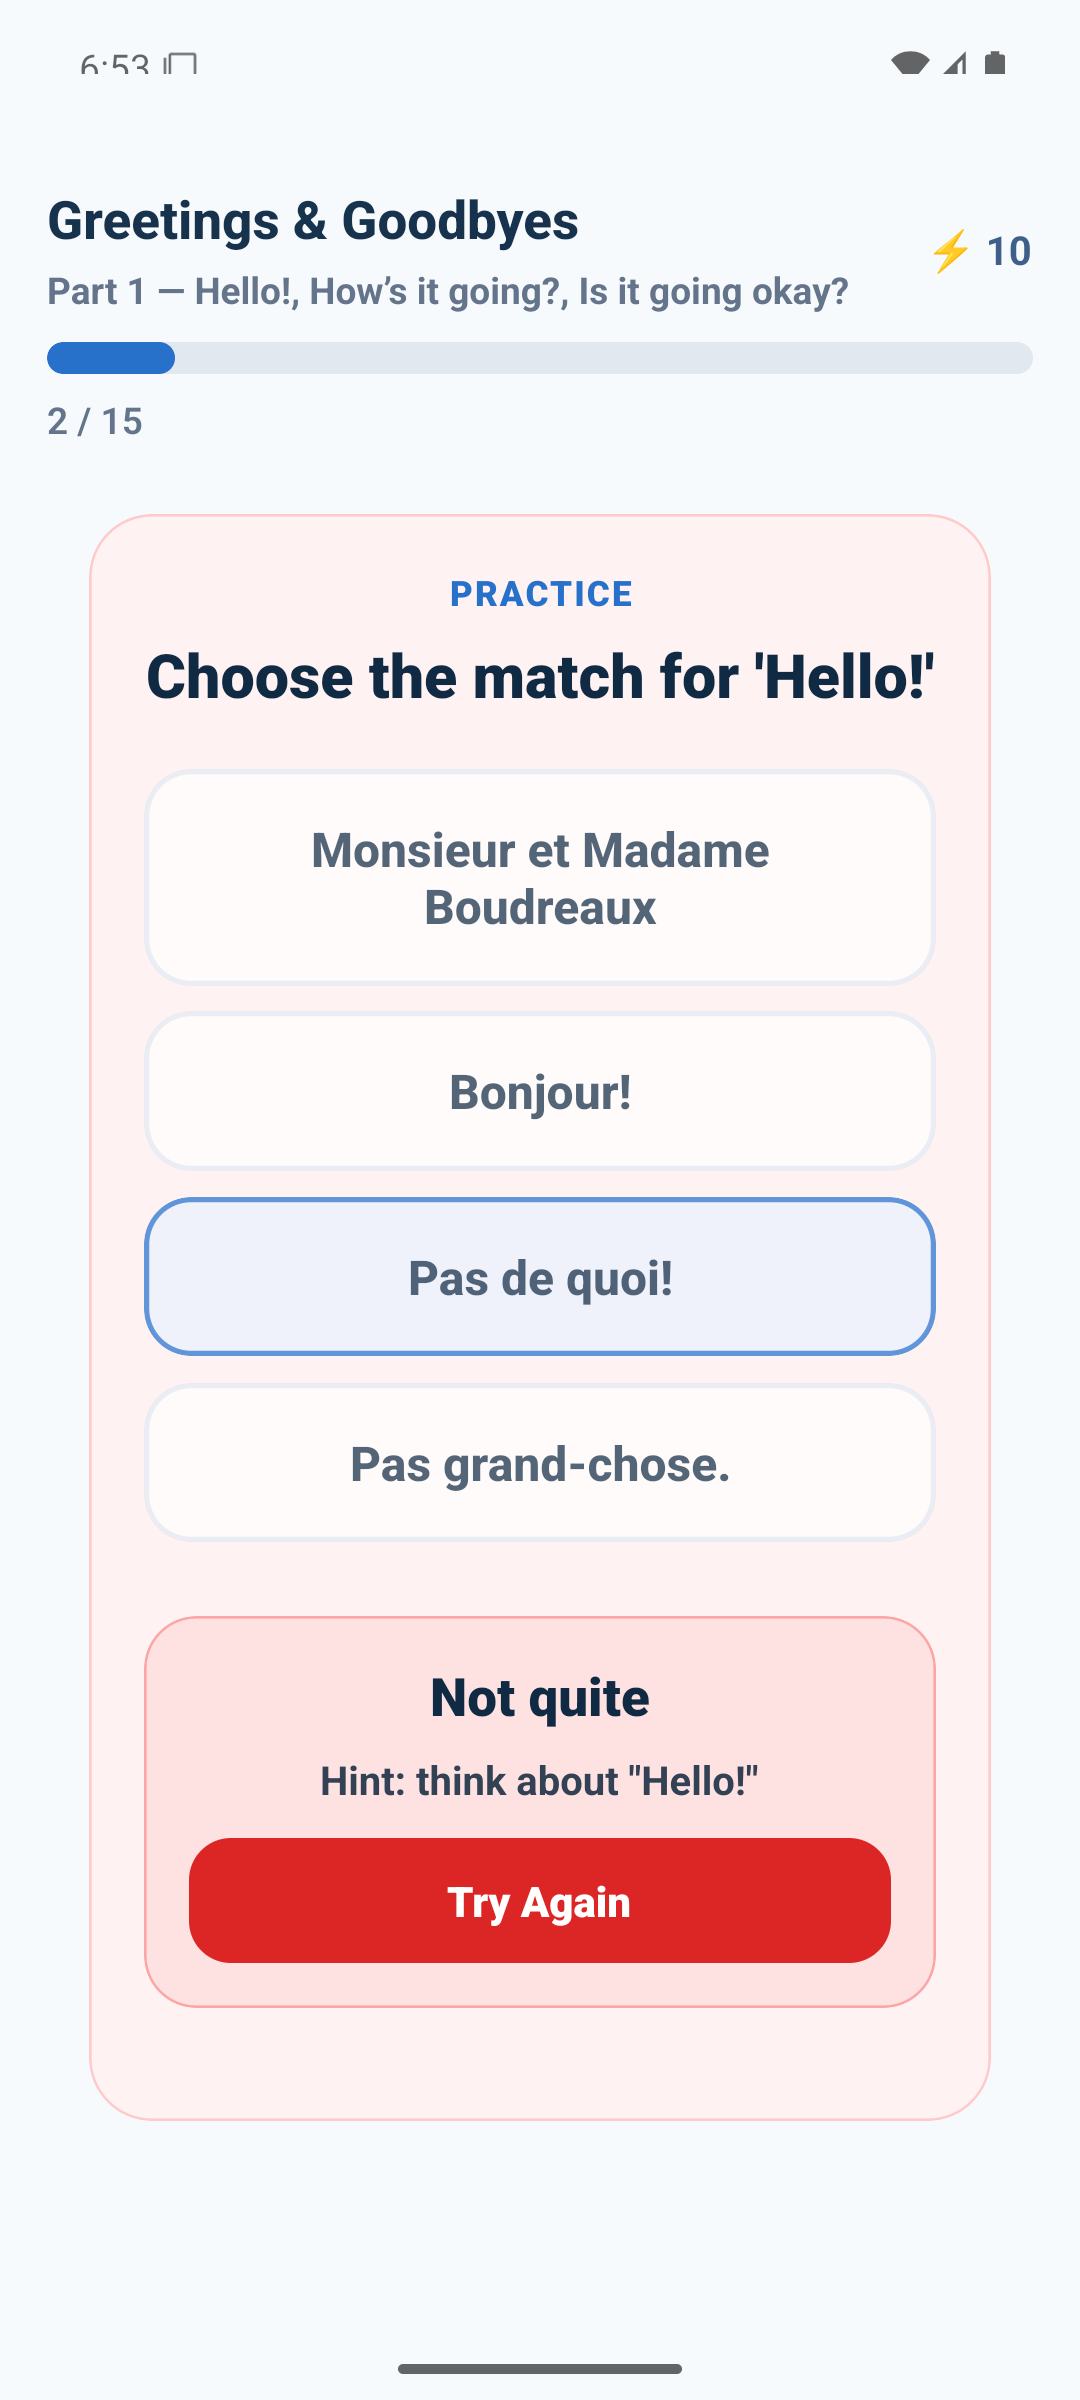 6:53
Greetings & Goodbyes
Part 1 — Hello!, How’s it going?, Is it going okay?
⚡ 10
2 / 15
PRACTICE
Choose the match for 'Hello!'
Monsieur et Madame
Boudreaux
Bonjour!
Pas de quoi!
Pas grand-chose.
Not quite
Hint: think about "Hello!"
Try Again